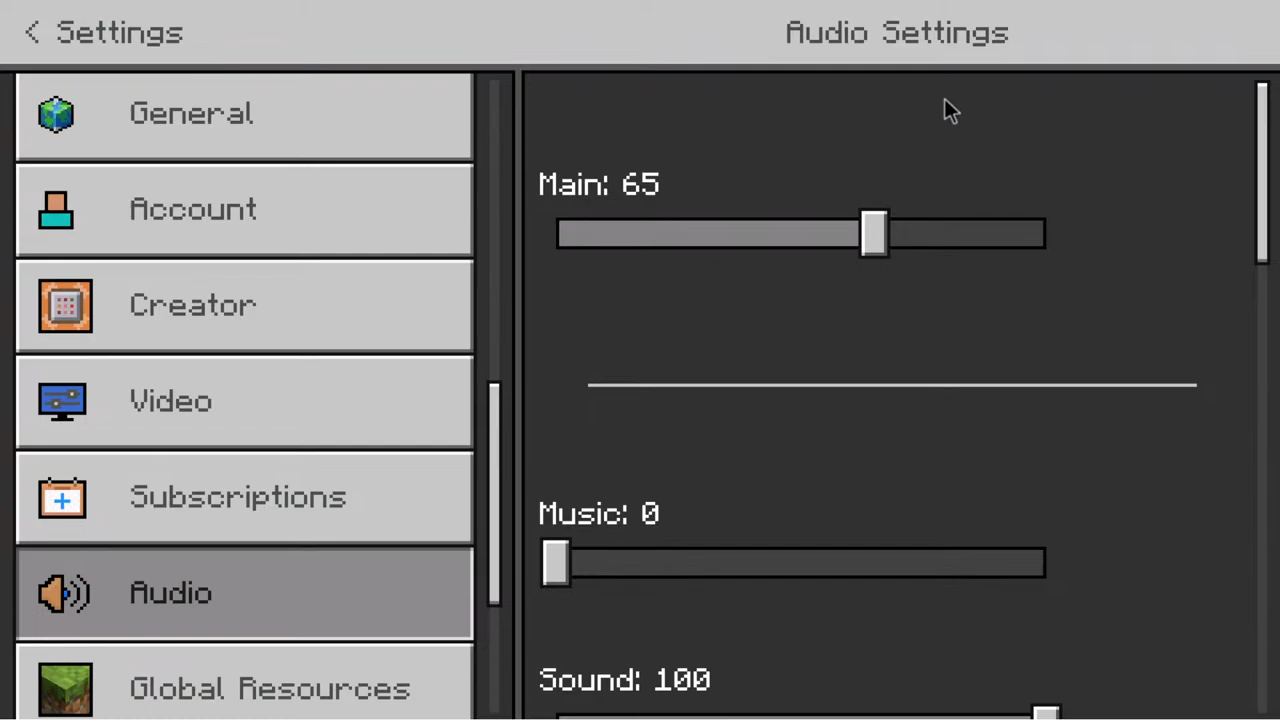 Settings
Audio Settings
General
Account
Creator
Video
Subscriptions
Audio
Global Resources
Main: 65
Music: 0
Sound: 100